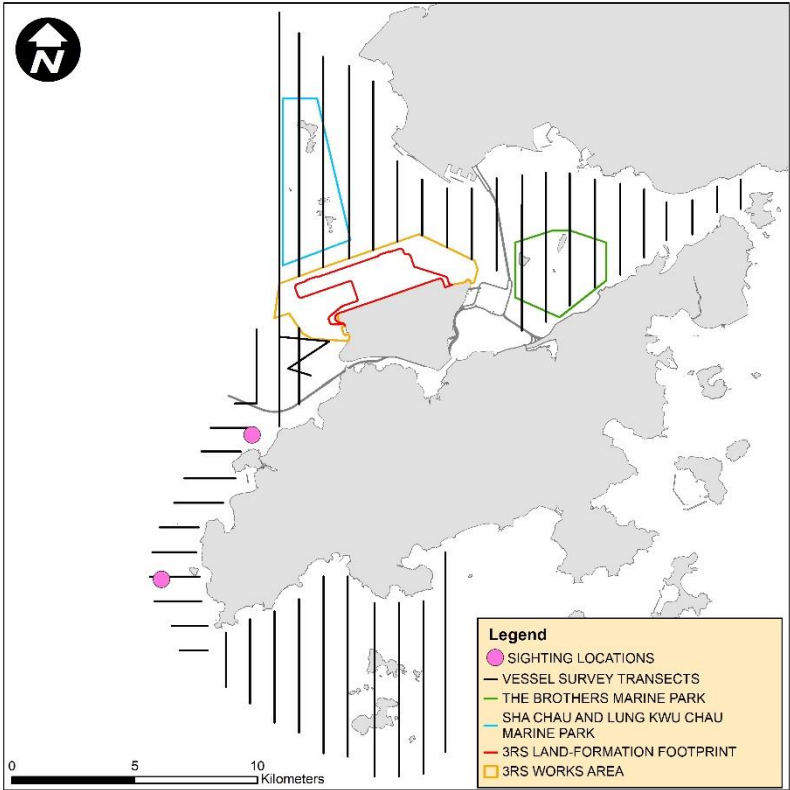 N
Legend
SIGHTING LOCATIONS
VESSEL SURVEY TRANSECTS
THE BROTHERS MARINE PARK
SHA CHAU AND LUNG KWU CHAU
MARINE PARK
3RS LAND-FORMATION FOOTPRINT
3RS WORKS AREA
0 5 10
Kilometers